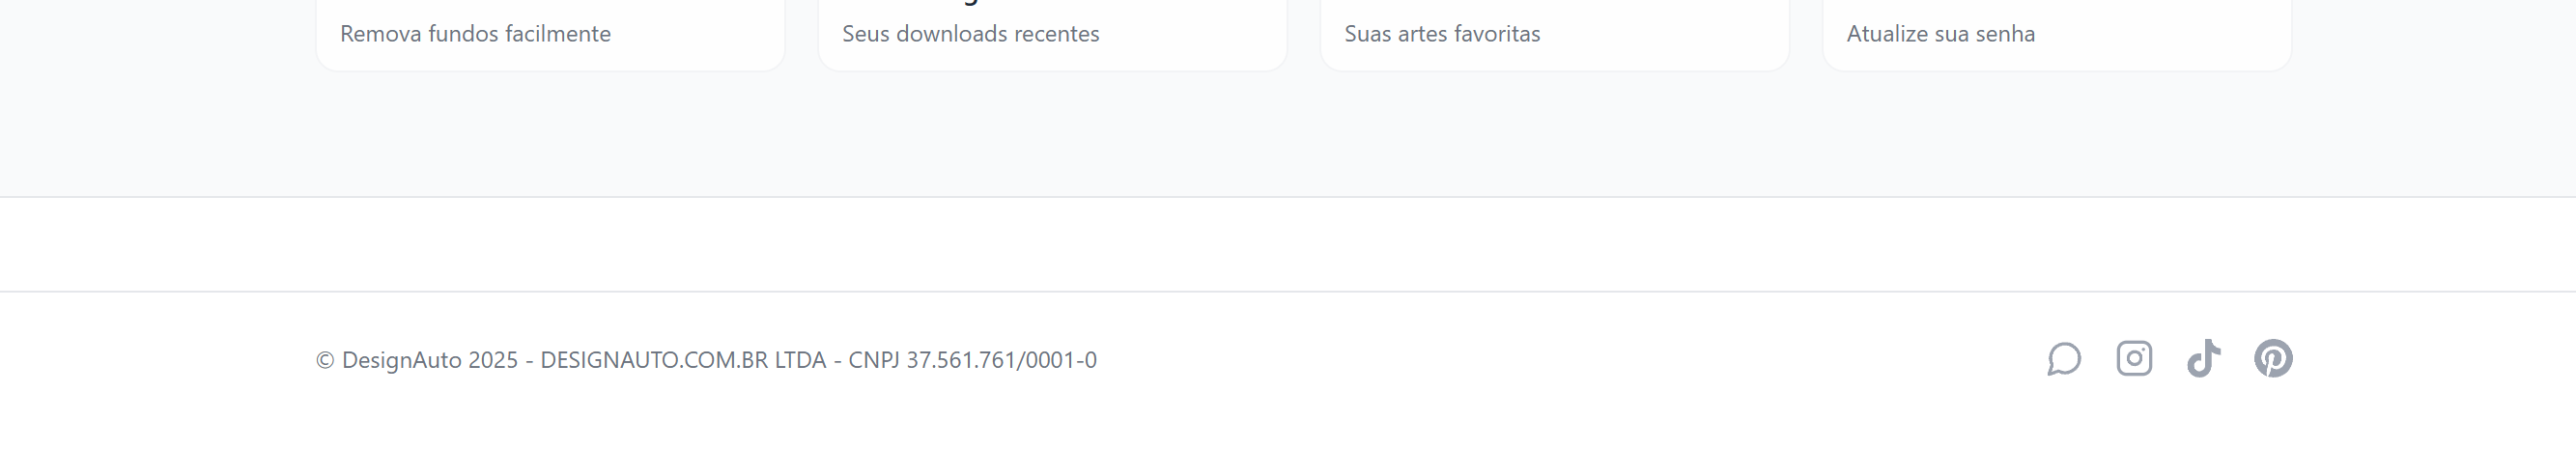 Remova fundos facilmente
Seus downloads recentes
Suas artes favoritas
Atualize sua senha
© DesignAuto 2025 - DESIGNAUTO.COM.BR LTDA - CNPJ 37.561.761/0001-0